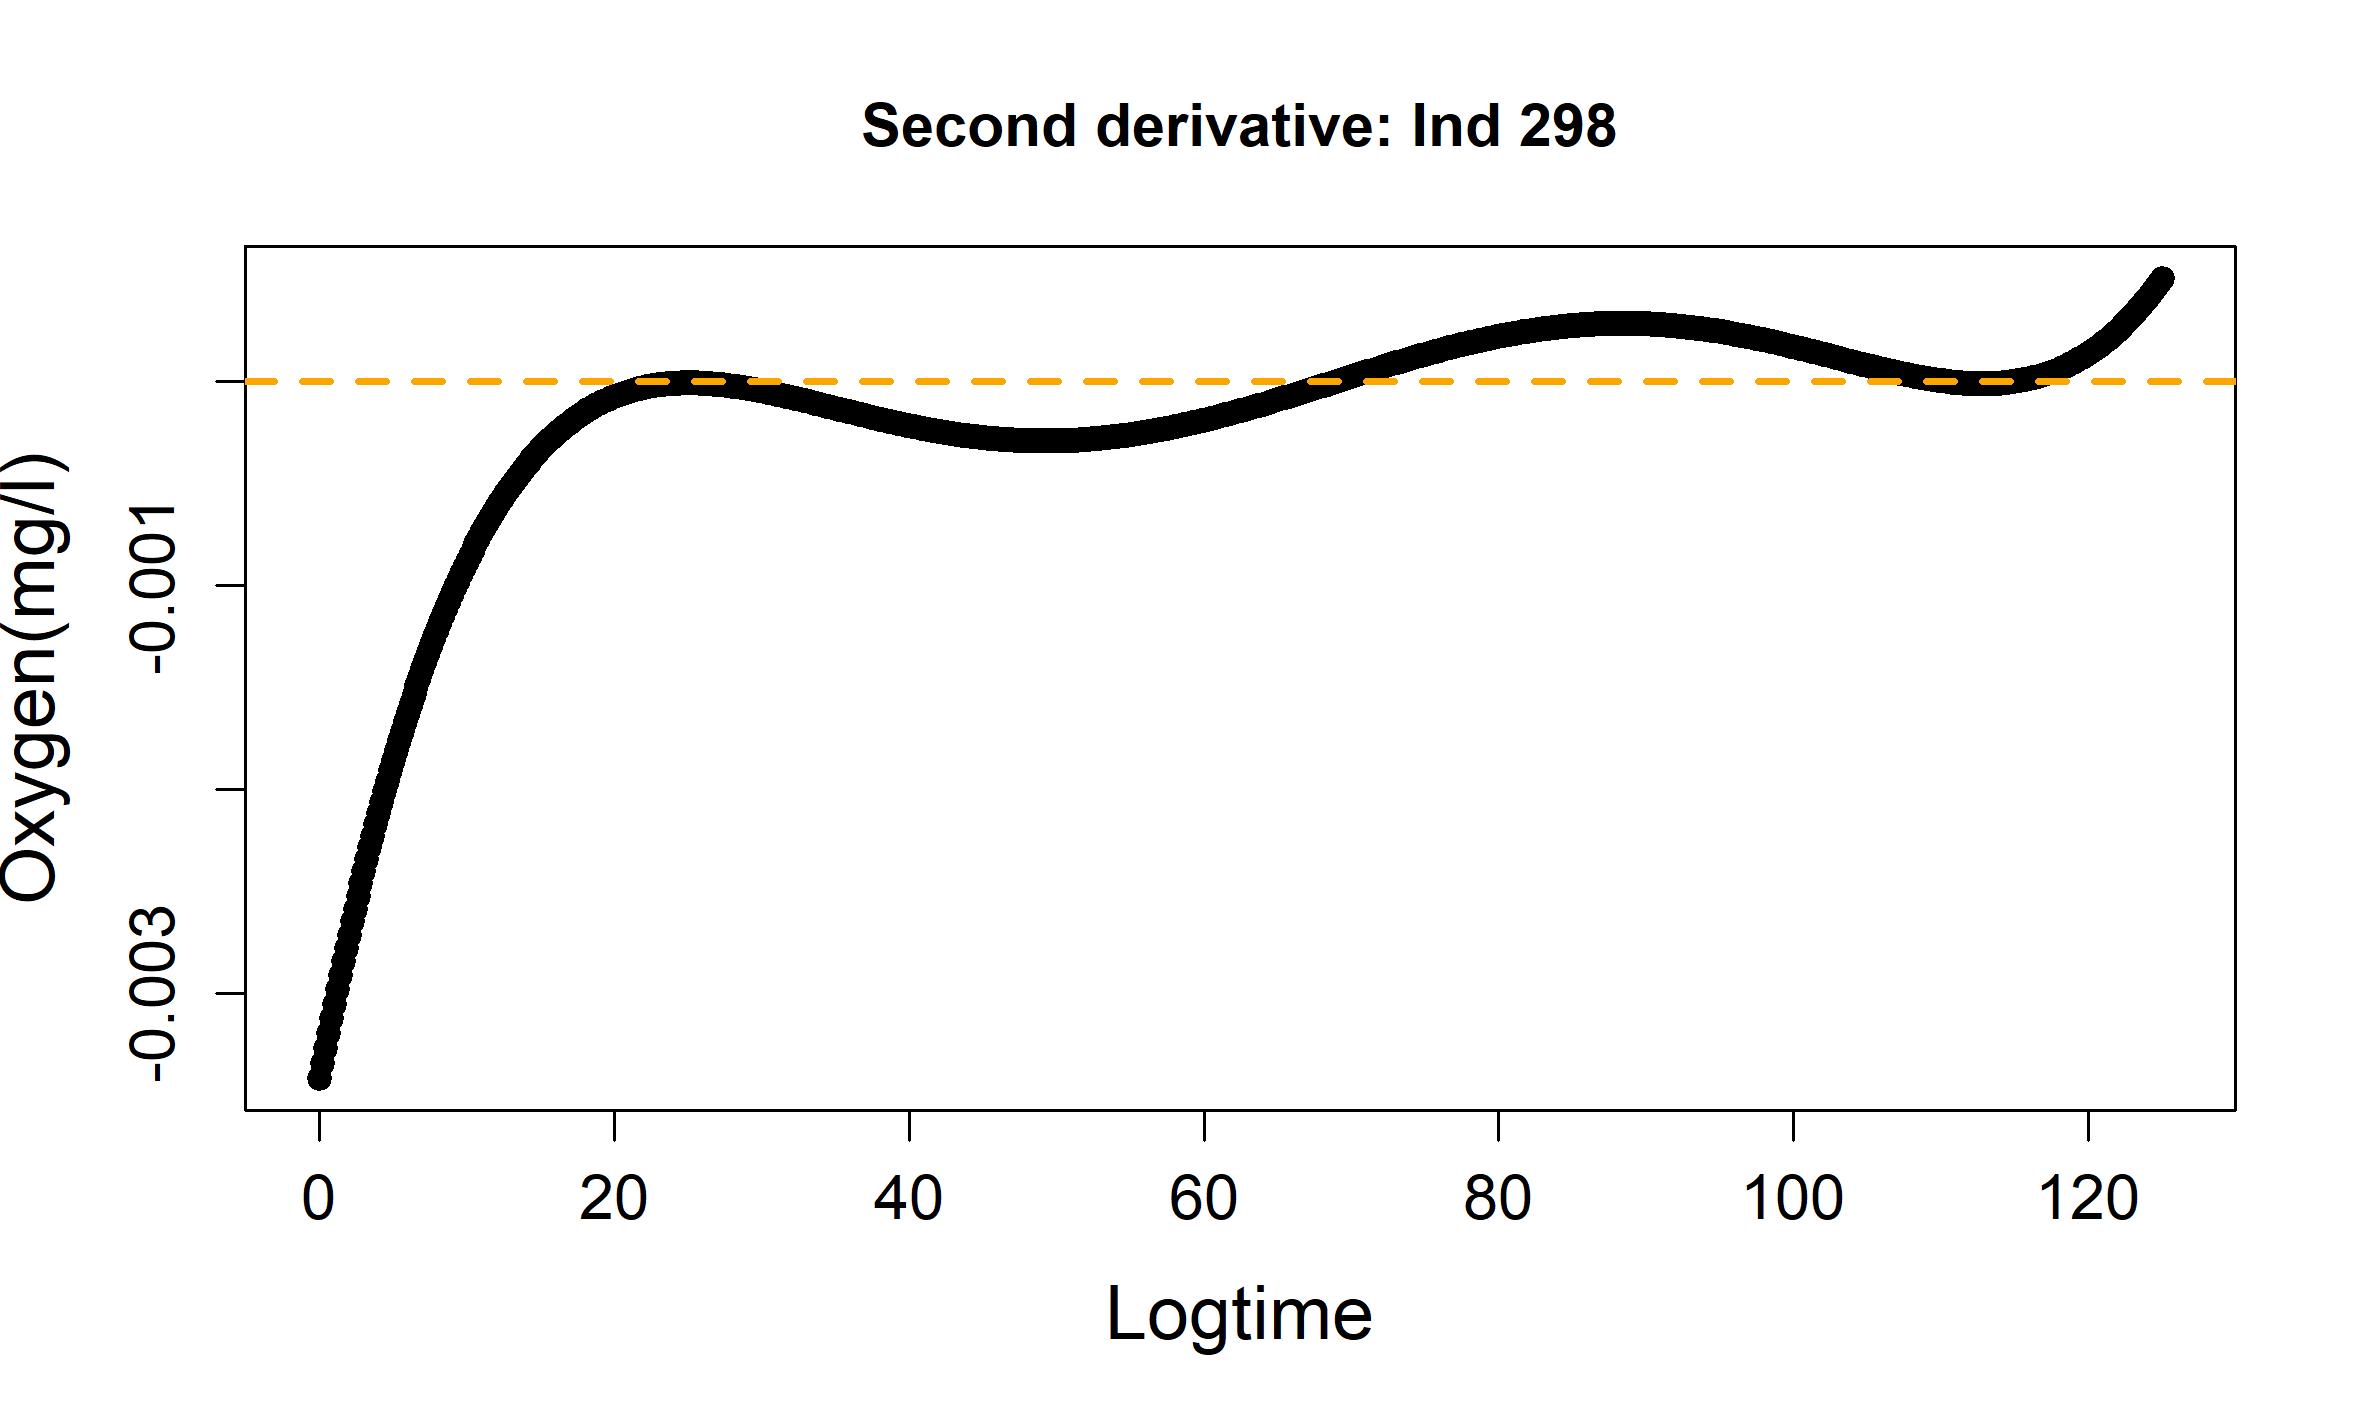 Second derivative: Ind 298
Oxygen(mg/l)
-0.001
-0.003
0 20 40 60 80 100 120
Logtime